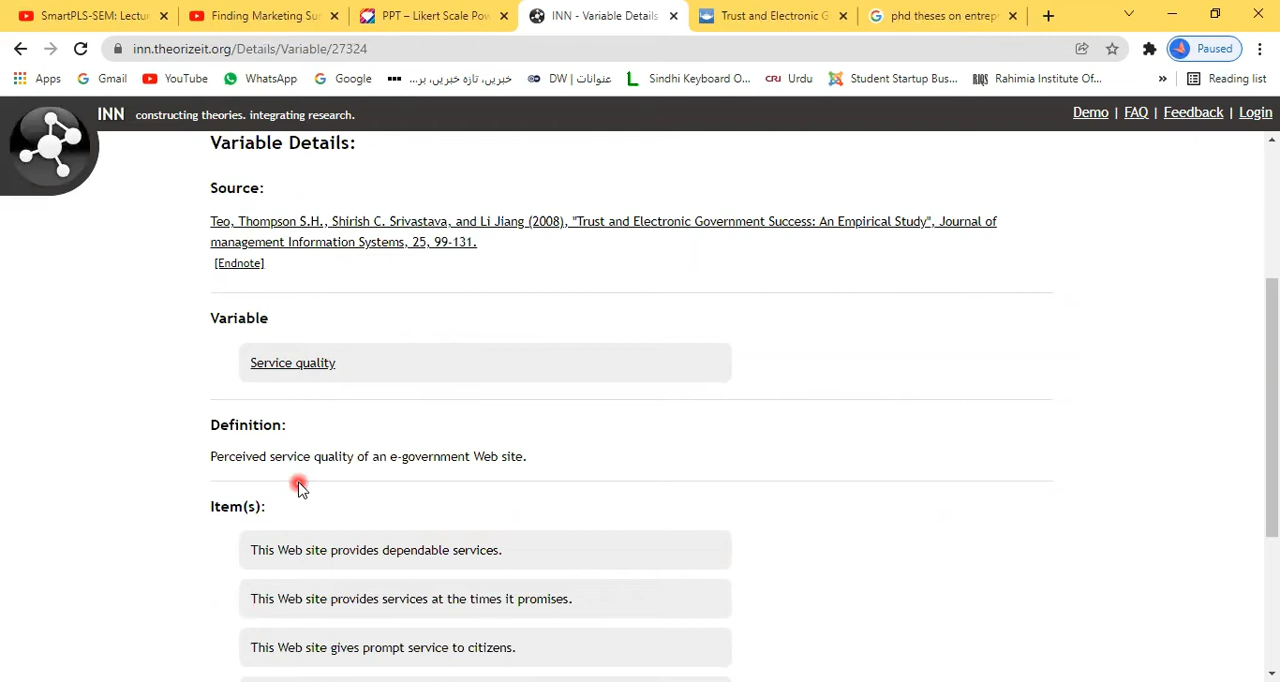 SmartPLS-SEM: Lectur
Finding Marketing Su
PPT – Likert Scale Pow
INN - Variable Details
Trust and Electronic G
phd theses on entrep
inn.theorizeit.org/Details/Variable/27324
Paused
Apps
Gmail
YouTube
WhatsApp
Google
خبریں، تازہ خبریں، بر...
DW | عنوانات
Sindhi Keyboard O...
CRJ Urdu
Student Startup Bus...
RIQS Rahimia Institute Of...
»
Reading list
INN constructing theories. integrating research.
Demo | FAQ | Feedback | Login
Variable Details:
Source:
Teo, Thompson S.H., Shirish C. Srivastava, and Li Jiang (2008), "Trust and Electronic Government Success: An Empirical Study", Journal of
management Information Systems, 25, 99-131.
[Endnote]
Variable
Service quality
Definition:
Perceived service quality of an e-government Web site.
Item(s):
This Web site provides dependable services.
This Web site provides services at the times it promises.
This Web site gives prompt service to citizens.